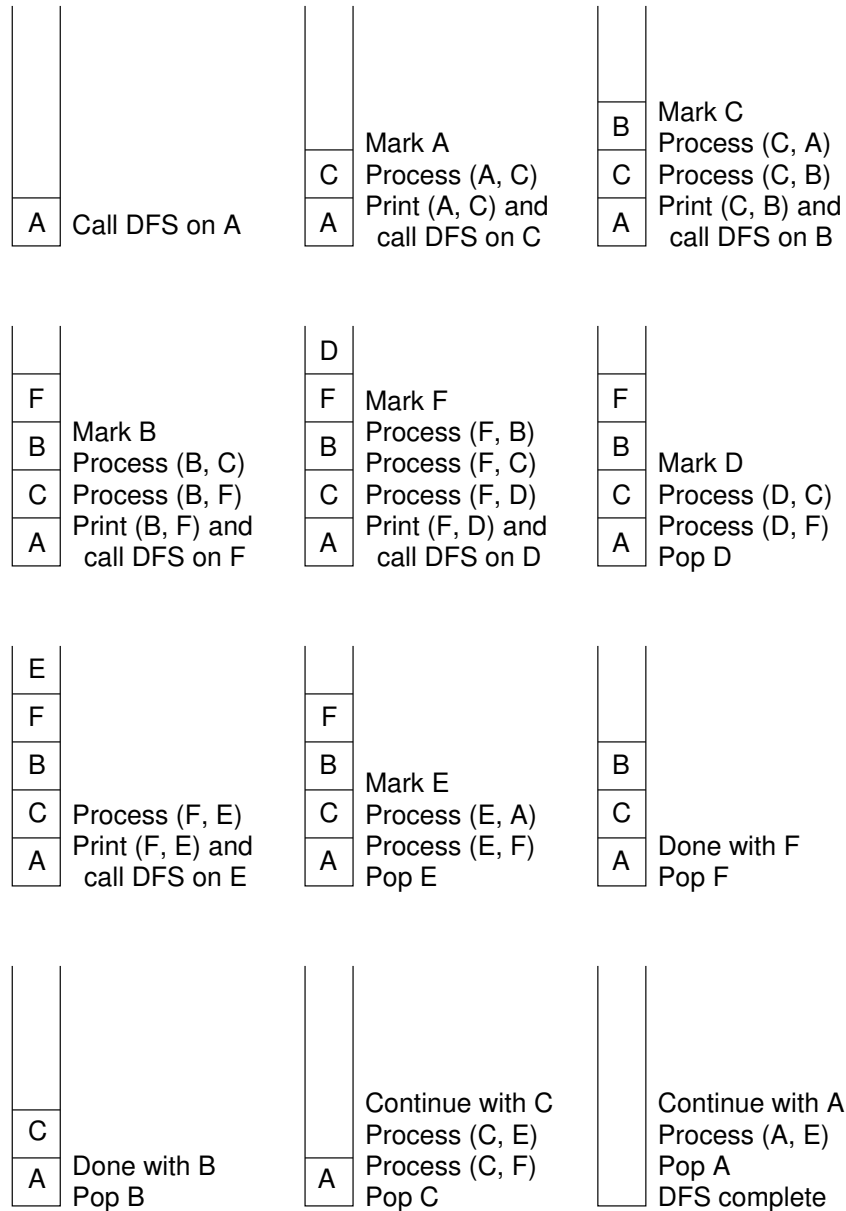 A
Call DFS on A
C
A
Mark A
Process (A, C)
Print (A, C) and
call DFS on C
B
C
A
Mark C
Process (C, A)
Process (C, B)
Print (C, B) and
call DFS on B
F
B
C
A
Mark B
Process (B, C)
Process (B, F)
Print (B, F) and
call DFS on F
D
F
B
C
A
Mark F
Process (F, B)
Process (F, C)
Process (F, D)
Print (F, D) and
call DFS on D
F
B
C
A
Mark D
Process (D, C)
Process (D, F)
Pop D
E
F
B
C
A
Process (F, E)
Print (F, E) and
call DFS on E
F
B
C
A
Mark E
Process (E, A)
Process (E, F)
Pop E
B
C
A
Done with F
Pop F
C
A
Done with B
Pop B
A
Continue with C
Process (C, E)
Process (C, F)
Pop C
Continue with A
Process (A, E)
Pop A
DFS complete